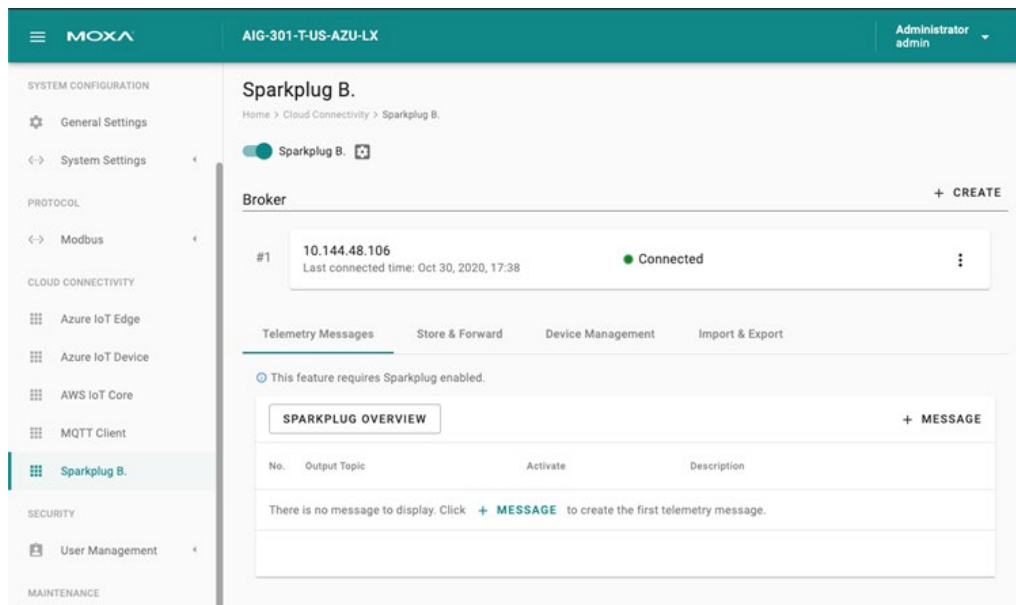 MOXA
AIG-301-T-US-AZU-LX
Administrator
admin
SYSTEM CONFIGURATION
General Settings
System Settings
PROTOCOL
Modbus
CLOUD CONNECTIVITY
Azure IoT Edge
Azure IoT Device
AWS IoT Core
MQTT Client
Sparkplug B.
SECURITY
User Management
MAINTENANCE
Sparkplug B.
Home > Cloud Connectivity > Sparkplug B.
Sparkplug B.
Broker
+ CREATE
#1
10.144.48.106
Last connected time: Oct 30, 2020, 17:38
Connected
Telemetry Messages Store & Forward Device Management Import & Export
This feature requires Sparkplug enabled.
SPARKPLUG OVERVIEW
+ MESSAGE
No. Output Topic Activate Description
There is no message to display. Click + MESSAGE to create the first telemetry message.